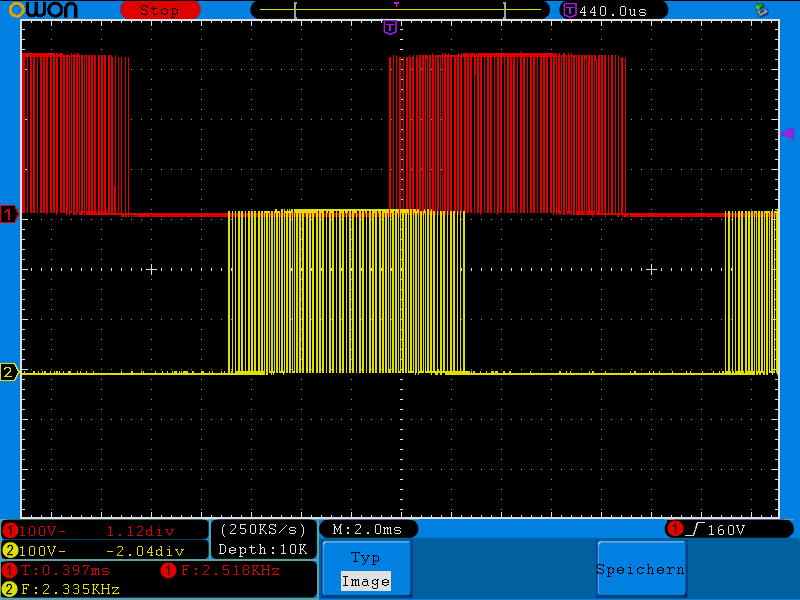 OWON Stop T 440.0us
T
1
2
1 100V- 1.12div (250KS/s) M:2.0ms 1 160V
2 100V- -2.04div Depth:10K
1 T:0.397ms 1 F:2.518KHz
2 F:2.335KHz
Typ
Image
Speichern